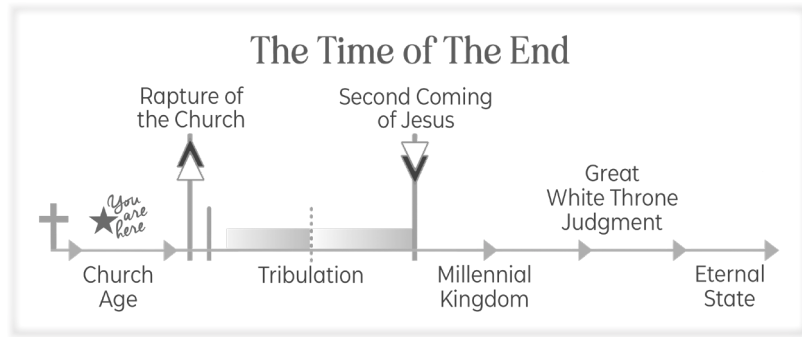 The Time of The End
Rapture of
the Church
Second Coming
of Jesus
Great
White Throne
Judgment
You
are
here
Church
Age
Tribulation
Millennial
Kingdom
Eternal
State